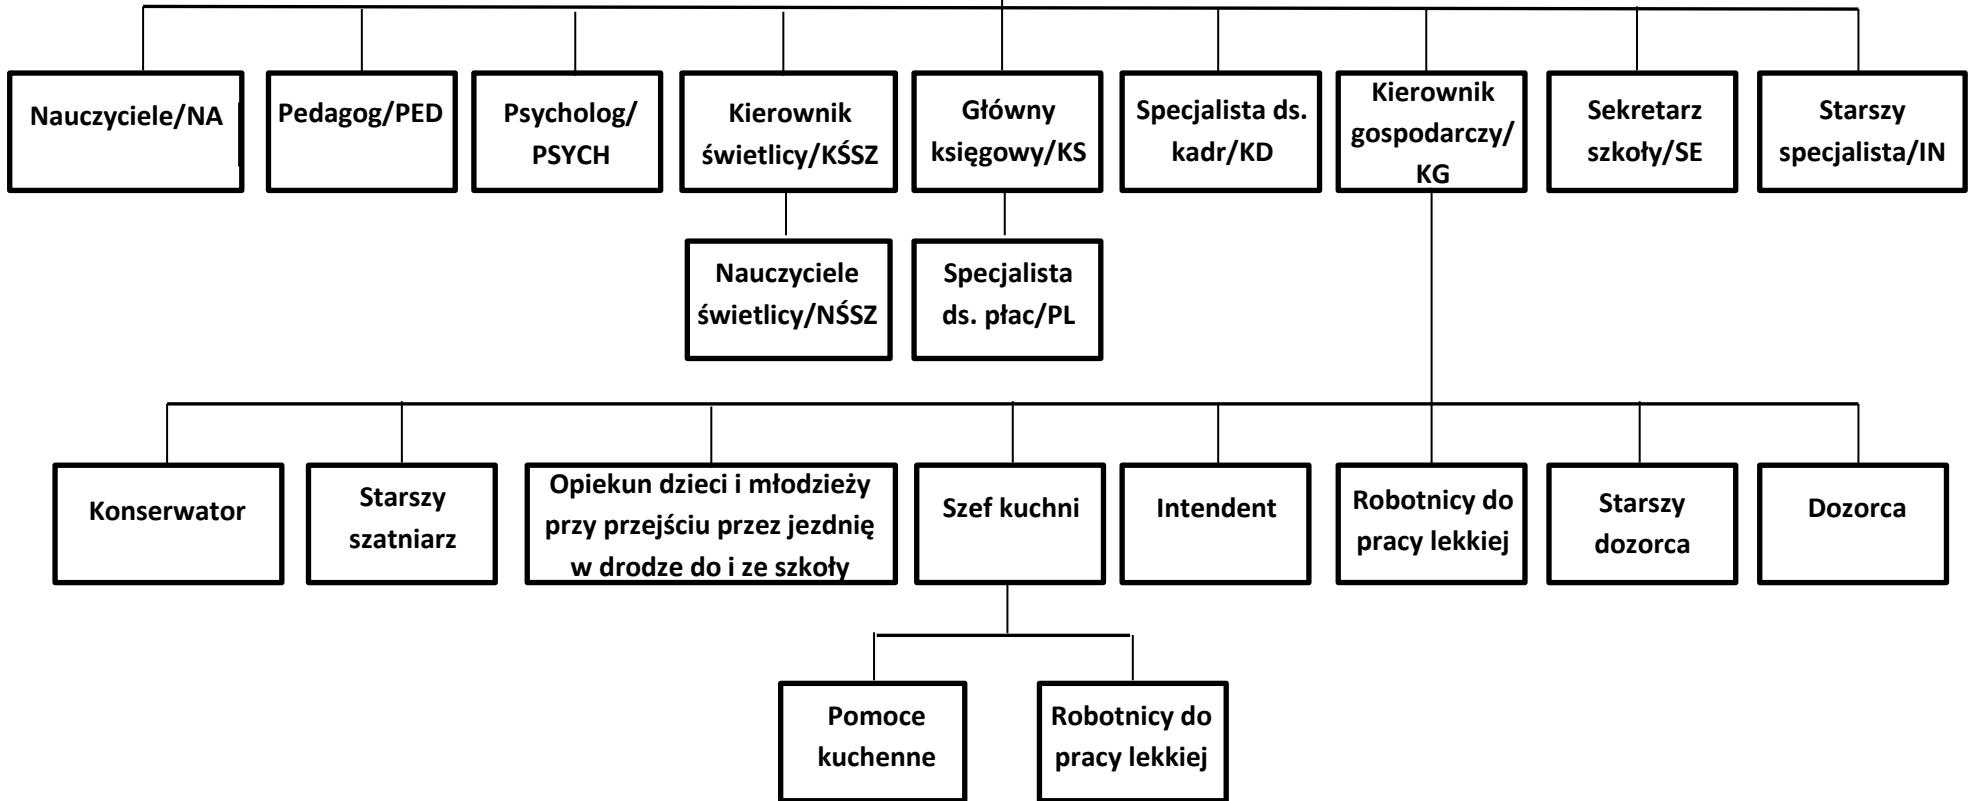 Nauczyciele/NA
Pedagog/PED
Psycholog/
PSYCH
Kierownik
świetlicy/KŚSZ
Główny
księgowy/KS
Specjalista ds.
kadr/KD
Kierownik
gospodarczy/
KG
Sekretarz
szkoły/SE
Starszy
specjalista/IN
Nauczyciele
świetlicy/NŚSZ
Specjalista
ds. płac/PL
Konserwator
Starszy
szatniarz
Opiekun dzieci i młodzieży
przy przejściu przez jezdnię
w drodze do i ze szkoły
Szef kuchni
Intendent
Robotnicy do
pracy lekkiej
Starszy
dozorca
Dozorca
Pomoce
kuchenne
Robotnicy do
pracy lekkiej